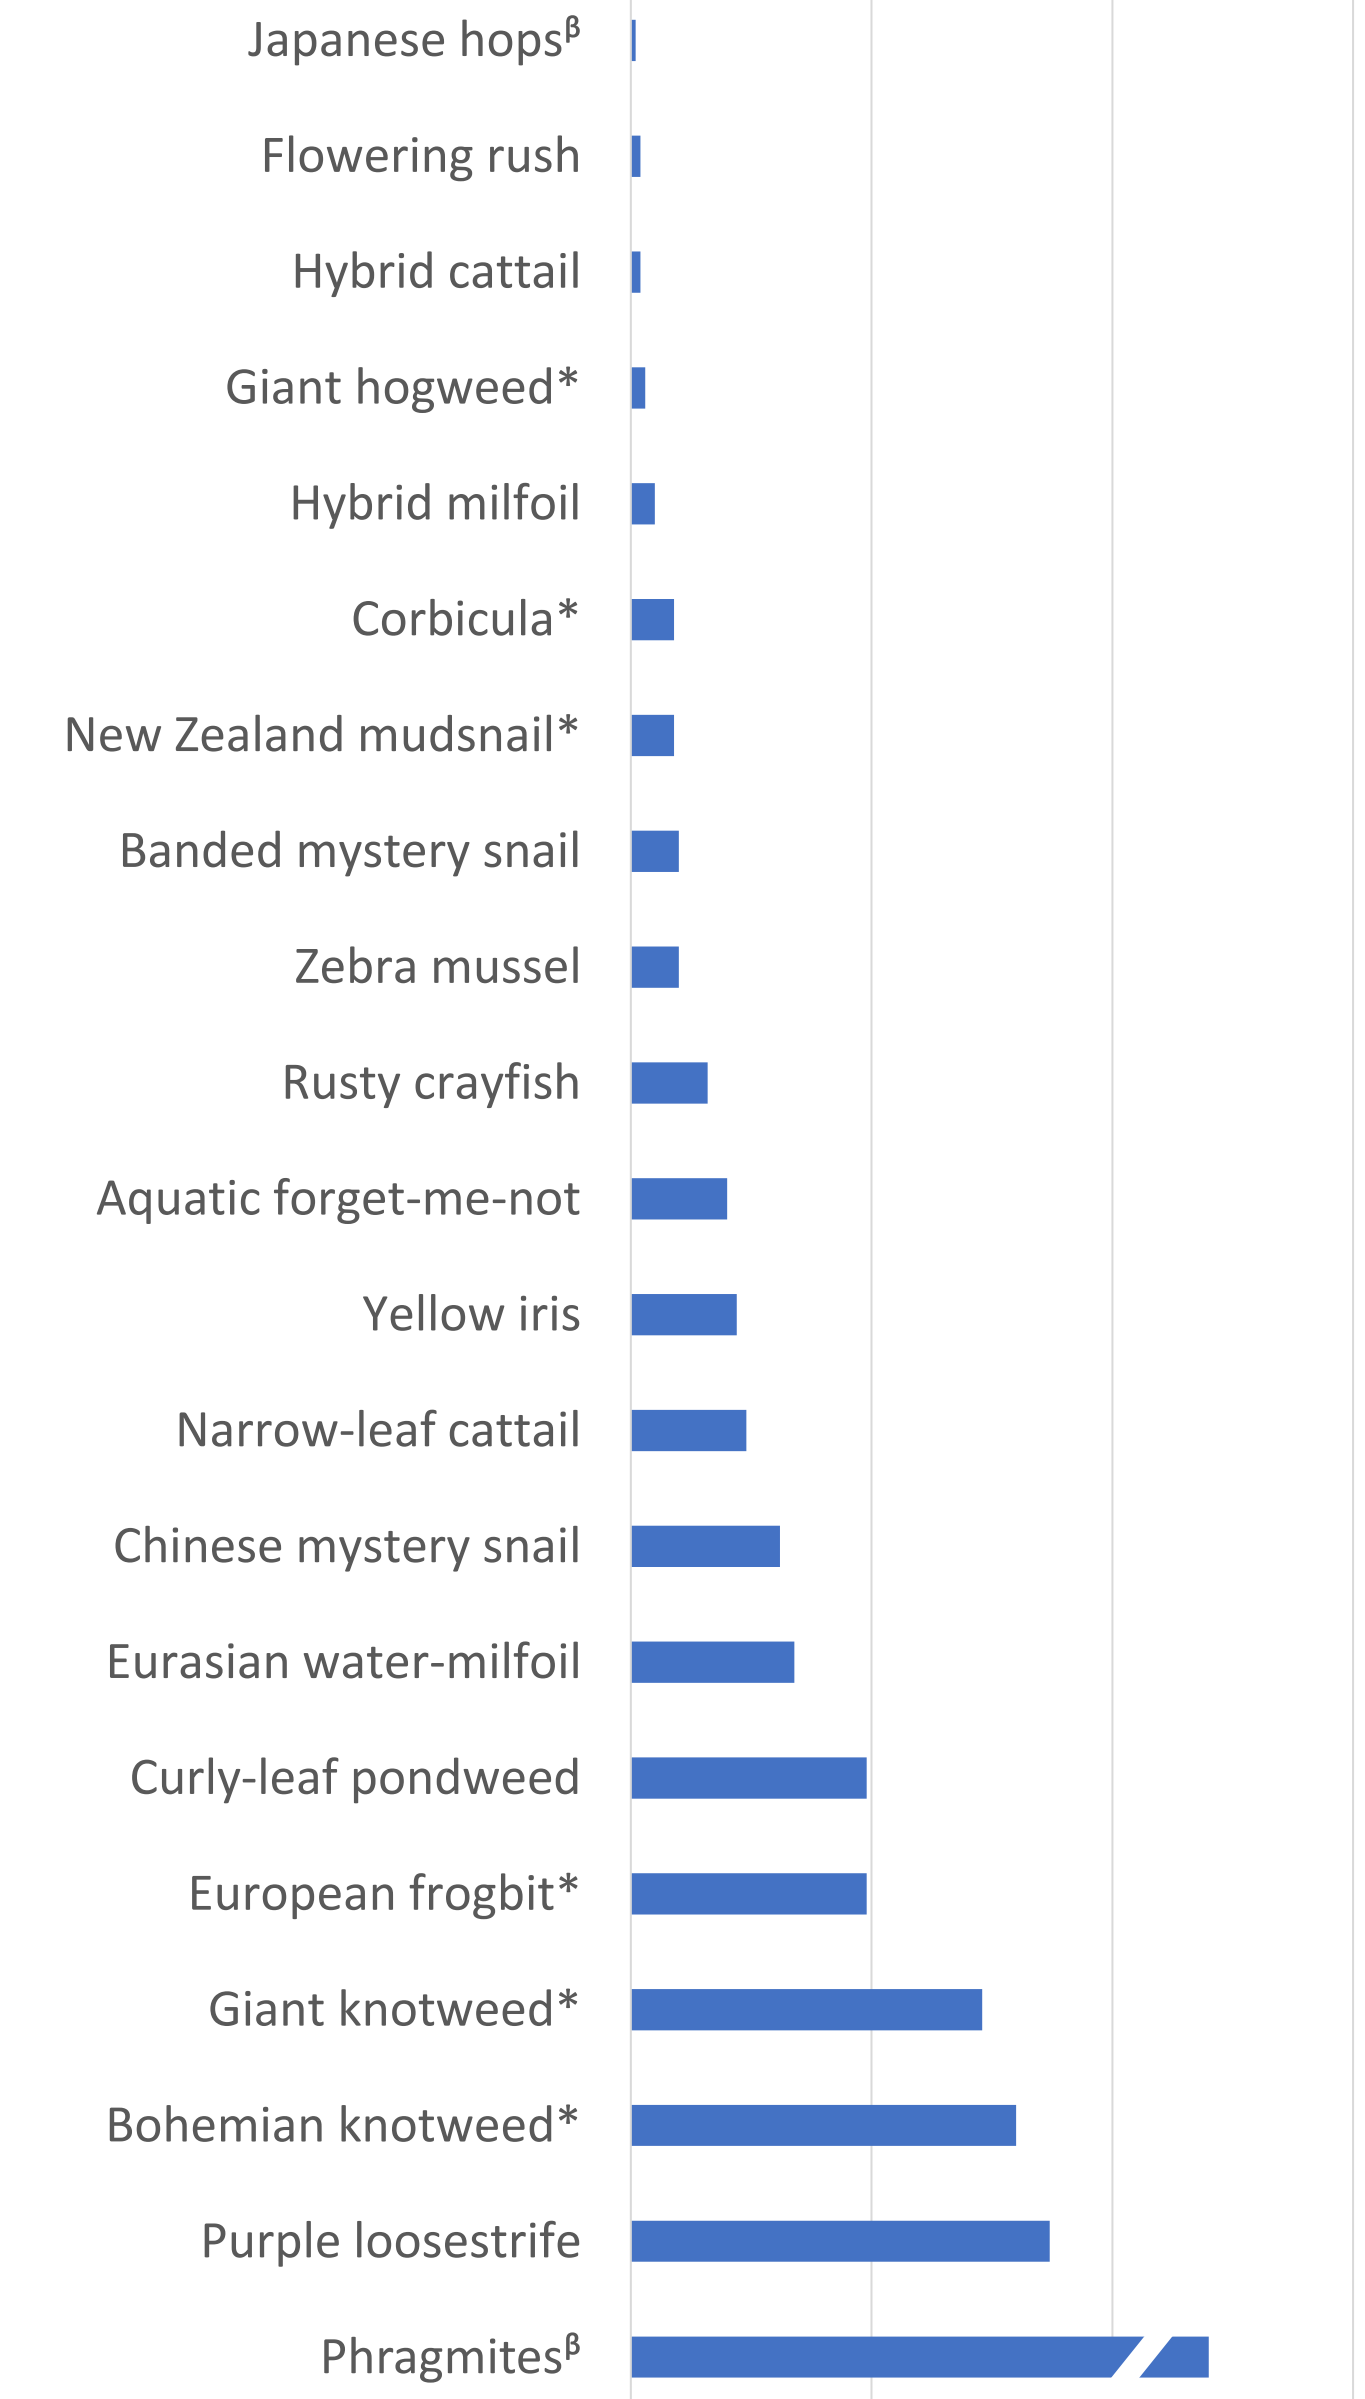 Japanese hopsᵝ
Flowering rush
Hybrid cattail
Giant hogweed*
Hybrid milfoil
Corbicula*
New Zealand mudsnail*
Banded mystery snail
Zebra mussel
Rusty crayfish
Aquatic forget-me-not
Yellow iris
Narrow-leaf cattail
Chinese mystery snail
Eurasian water-milfoil
Curly-leaf pondweed
European frogbit*
Giant knotweed*
Bohemian knotweed*
Purple loosestrife
Phragmitesᵝ